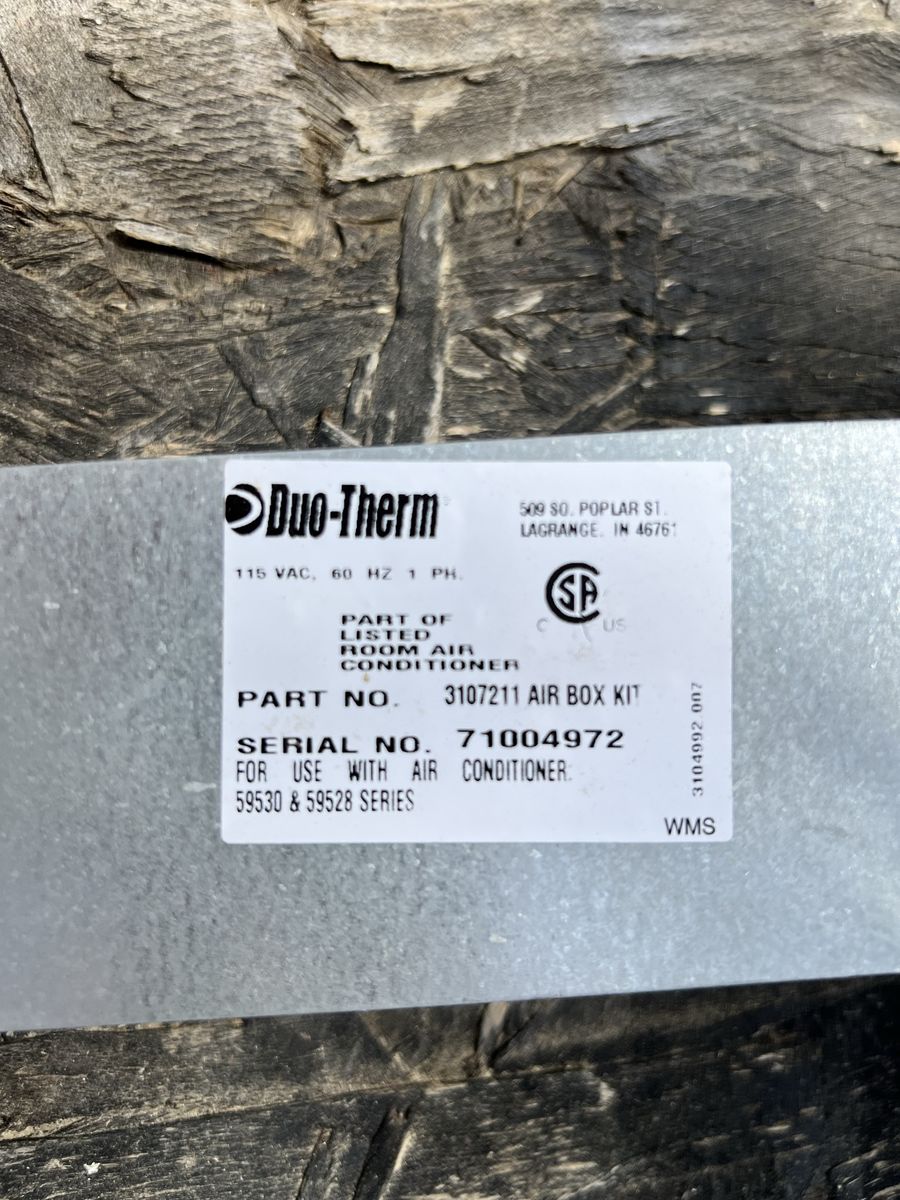 Duo-Therm
509 SO. POPLAR ST.
LAGRANGE, IN 46761
115 VAC, 60 HZ 1 PH.
CSA
C US
PART OF
LISTED
ROOM AIR
CONDITIONER
PART NO. 3107211 AIR BOX KIT
SERIAL NO. 71004972
FOR USE WITH AIR CONDITIONER:
59530 & 59528 SERIES
3104992.007
WMS